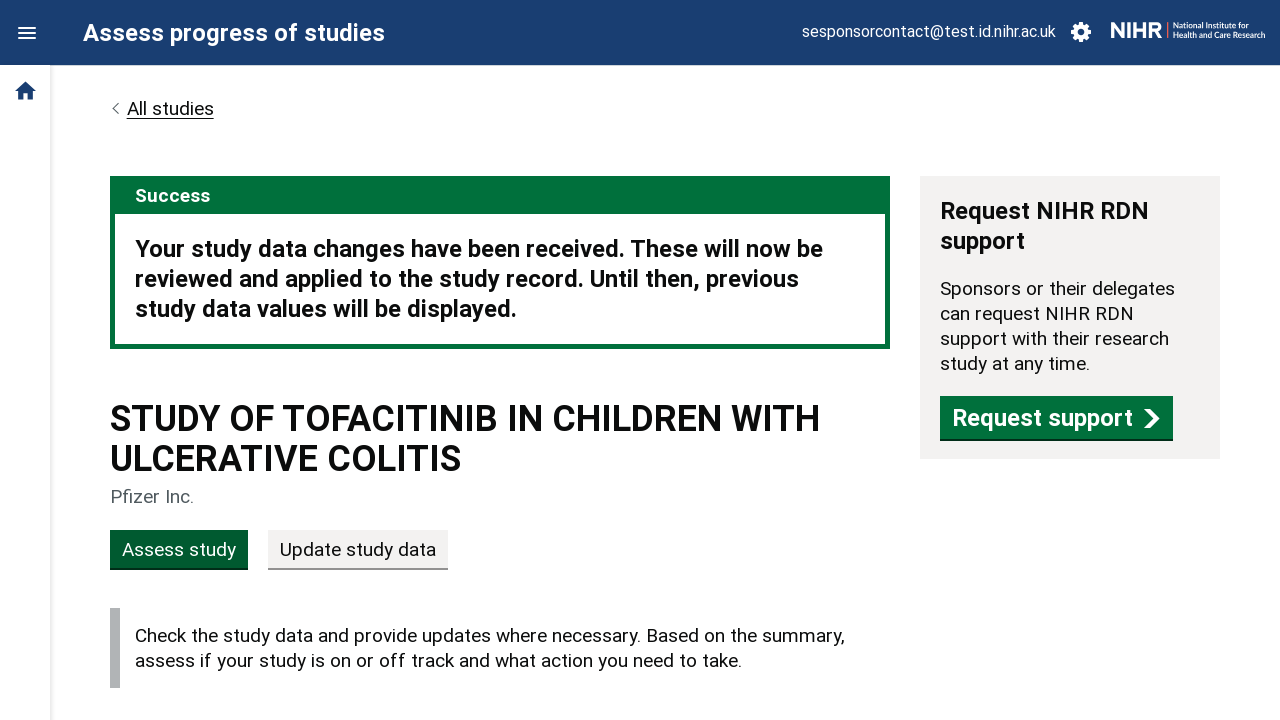 Assess progress of studies
sesponsorcontact@test.id.nihr.ac.uk
NIHR | National Institute for
Health and Care Research
All studies
Success
Your study data changes have been received. These will now be
reviewed and applied to the study record. Until then, previous
study data values will be displayed.
STUDY OF TOFACITINIB IN CHILDREN WITH
ULCERATIVE COLITIS
Pfizer Inc.
Assess study
Update study data
Check the study data and provide updates where necessary. Based on the summary,
assess if your study is on or off track and what action you need to take.
Request NIHR RDN
support
Sponsors or their delegates
can request NIHR RDN
support with their research
study at any time.
Request support